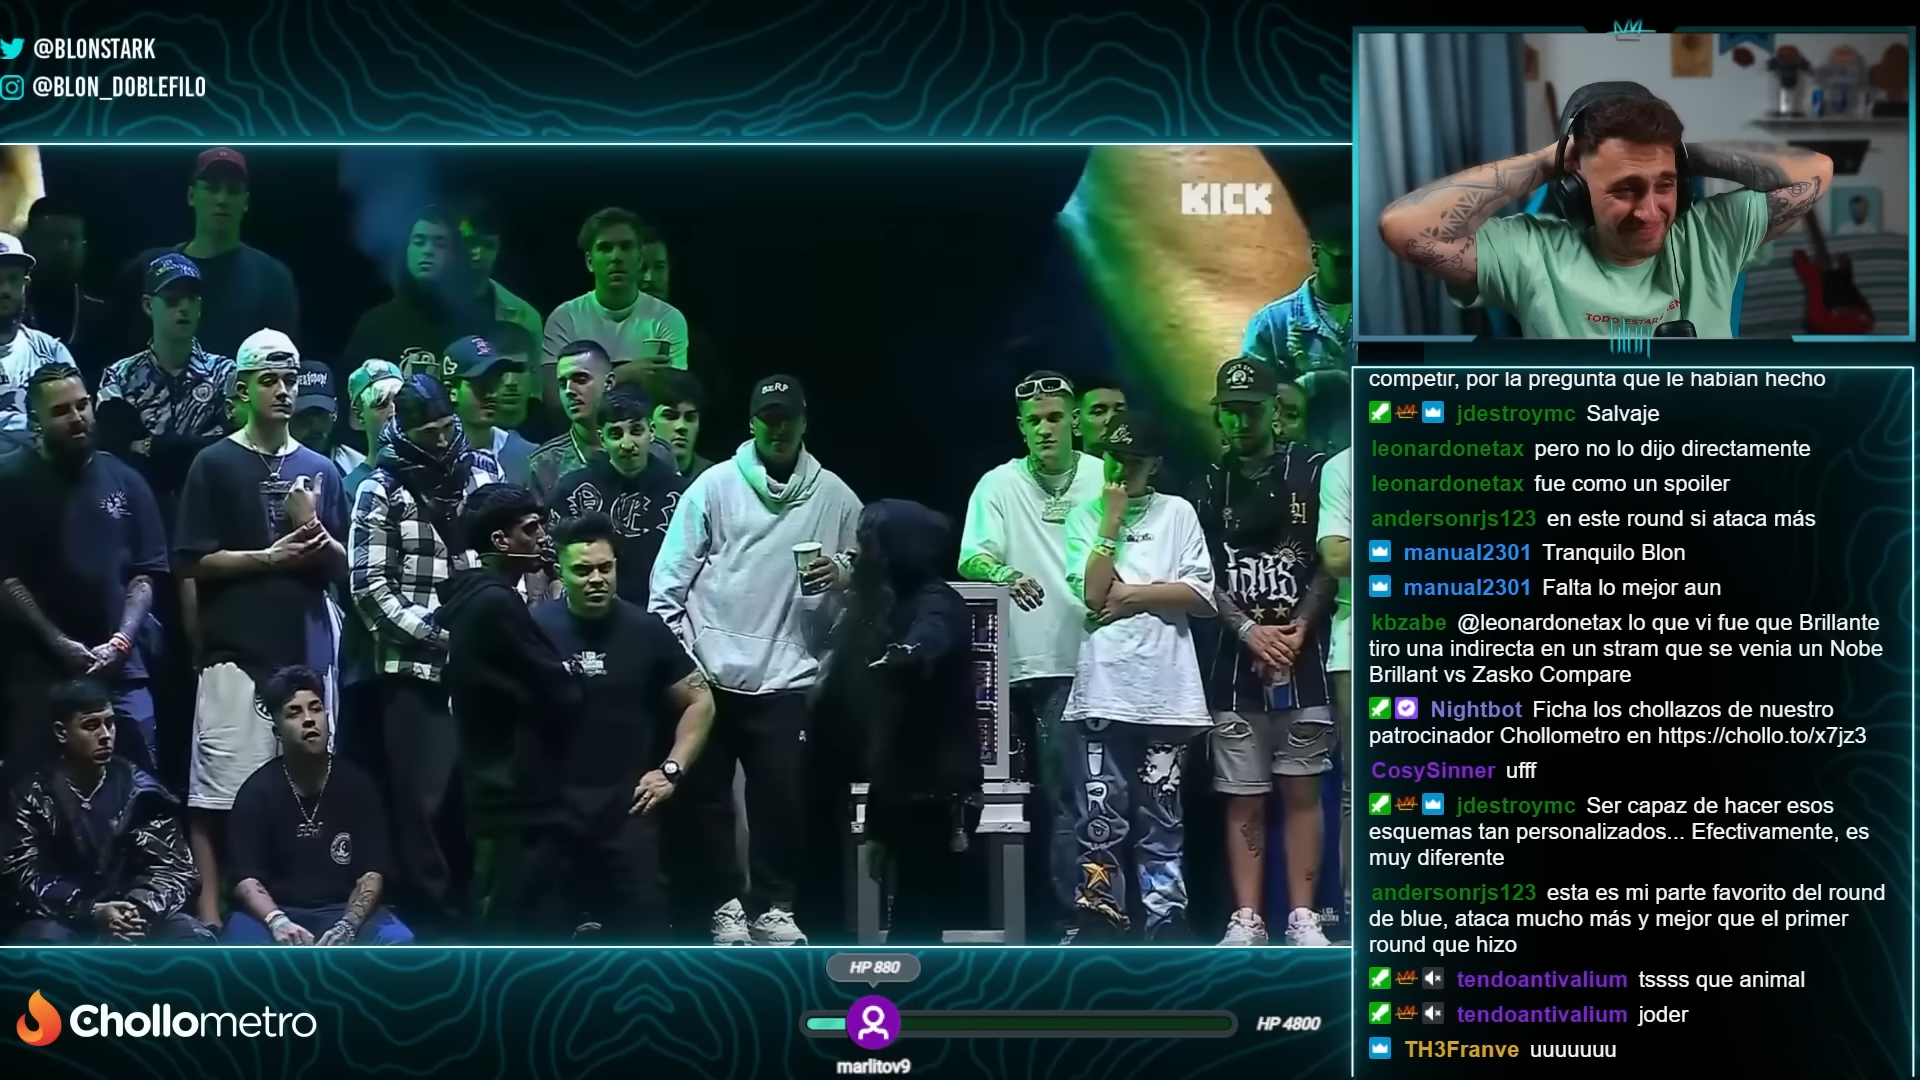 @BLONSTARK
@BLON_DOBLEFILO
KICK
BZRP
TODO ESTARÁ
competir, por la pregunta que le habían hecho
jdestroymc Salvaje
leonardonetax pero no lo dijo directamente
leonardonetax fue como un spoiler
andersonrjs123 en este round si ataca más
manual2301 Tranquilo Blon
manual2301 Falta lo mejor aun
kbzabe @leonardonetax lo que vi fue que Brillante
tiro una indirecta en un stram que se venia un Nobe
Brillant vs Zasko Compare
Nightbot Ficha los chollazos de nuestro
patrocinador Chollometro en https://chollo.to/x7jz3
CosySinner ufff
jdestroymc Ser capaz de hacer esos
esquemas tan personalizados... Efectivamente, es
muy diferente
andersonrjs123 esta es mi parte favorito del round
de blue, ataca mucho más y mejor que el primer
round que hizo
tendoantivalium tssss que animal
tendoantivalium joder
TH3Franve uuuuuuu
Chollometro
HP 880
HP 4800
marlitov9